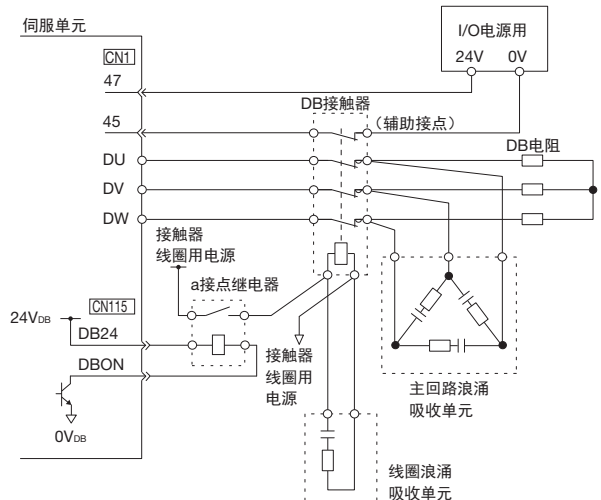 伺服单元
I/O电源用
24V 0V
CN1
47
DB接触器
45
(辅助接点)
DB电阻
DU
DV
DW
接触器
线圈用电源
a接点继电器
CN115
24VDB
DB24
DBON
0VDB
接触器
线圈用
电源
主回路浪涌
吸收单元
线圈浪涌
吸收单元